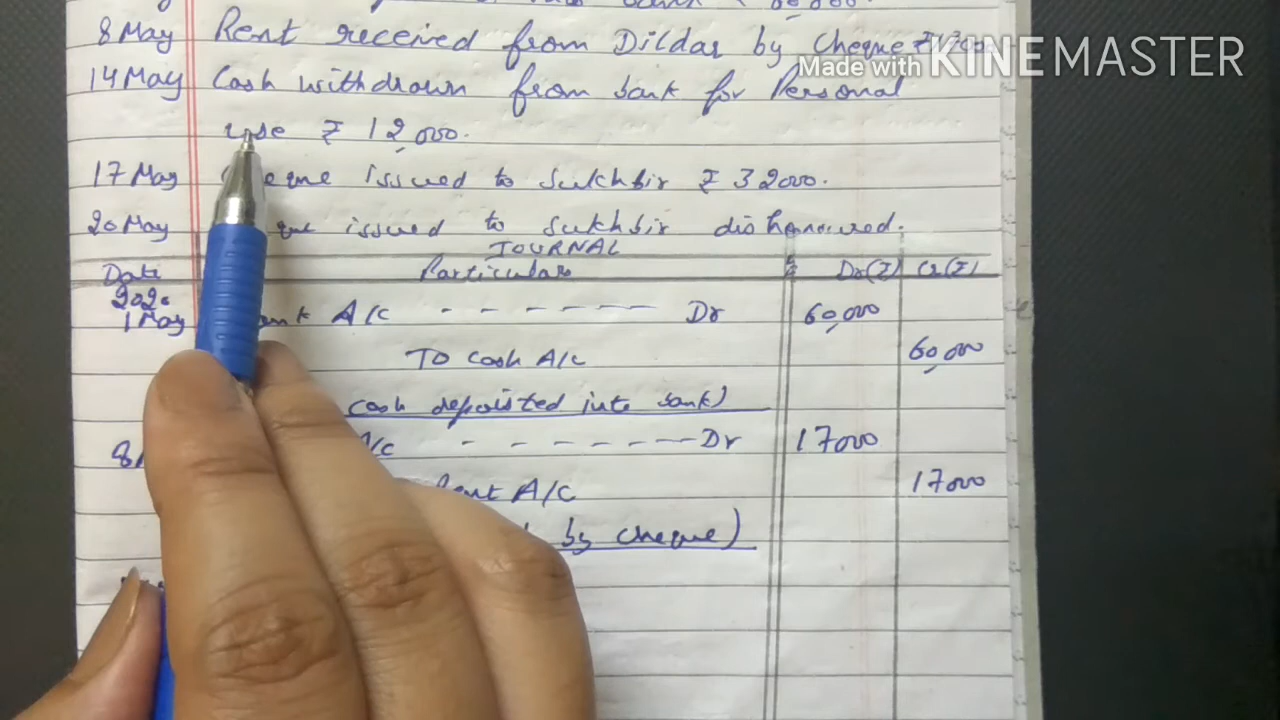 8 May Rent received from Dildar by Cheque
Made with KINEMASTER
14 May Cash withdrawn from bank for Personal
use ₹ 12,000.
17 May issued to Sukhbir ₹ 32000.
20 May issued to Sukhbir dishonoured.
JOURNAL
Date Particulars Dr(₹) Cr(₹)
2020
1 May A/c - - - - - - Dr 60,000
To Cash A/c 60,000
cash deposited into bank)
A/c - - - - - - Dr 17000
Rent A/c 17000
by cheque)